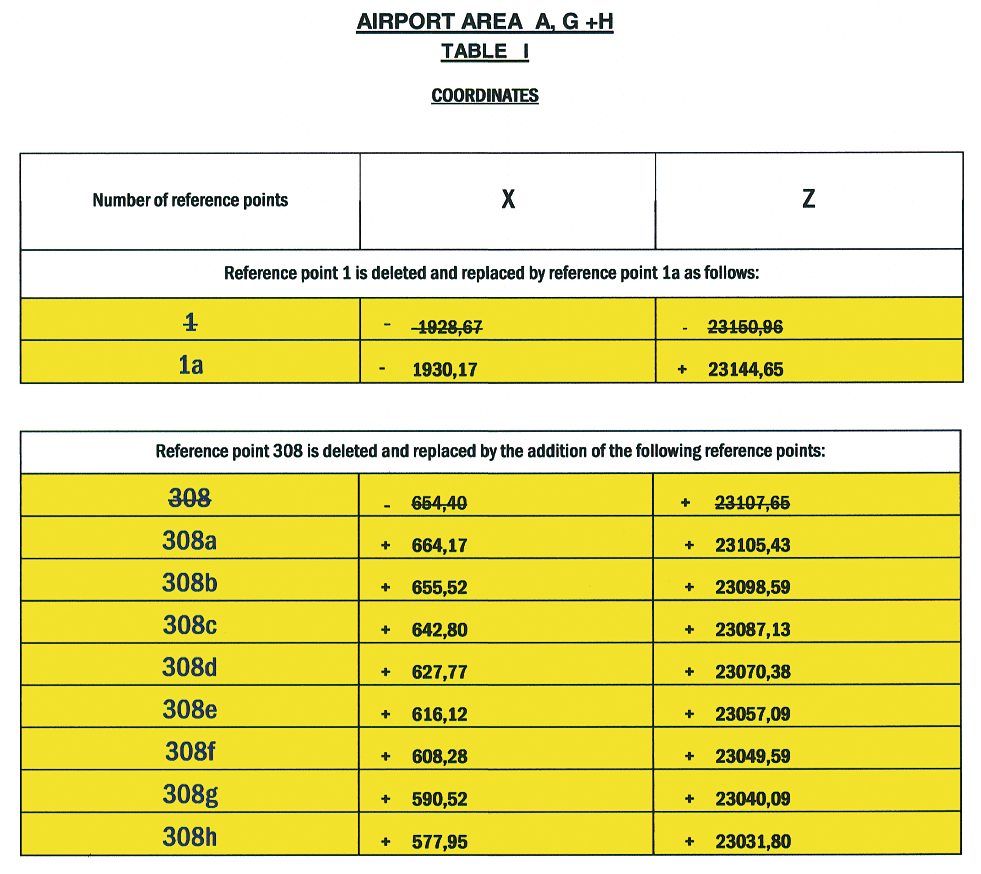 AIRPORT AREA A, G +H
TABLE I
COORDINATES
Number of reference points X Z
Reference point 1 is deleted and replaced by reference point 1a as follows:
1 - -1928,67 - 23150,96
1a - 1930,17 + 23144,65
Reference point 308 is deleted and replaced by the addition of the following reference points:
308 - 654,40 + 23107,65
308a + 664,17 + 23105,43
308b + 655,52 + 23098,59
308c + 642,80 + 23087,13
308d + 627,77 + 23070,38
308e + 616,12 + 23057,09
308f + 608,28 + 23049,59
308g + 590,52 + 23040,09
308h + 577,95 + 23031,80